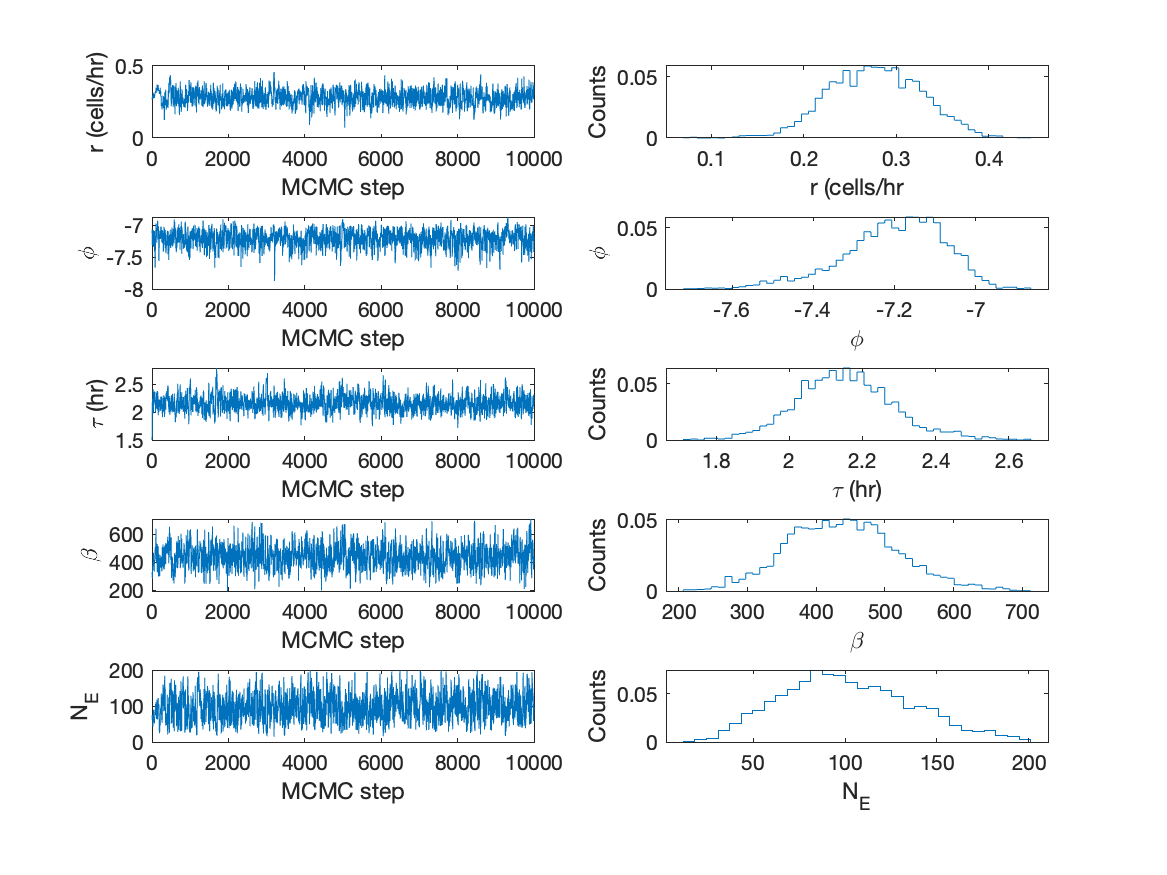 r (cells/hr)
0.5
0
0 2000 4000 6000 8000 10000
MCMC step
Counts
0.05
0
0.1 0.2 0.3 0.4
r (cells/hr
ϕ
-7
-7.5
-8
0 2000 4000 6000 8000 10000
MCMC step
ϕ
0.05
0
-7.6 -7.4 -7.2 -7
ϕ
τ (hr)
2.5
2
1.5
0 2000 4000 6000 8000 10000
MCMC step
Counts
0.05
0
1.8 2 2.2 2.4 2.6
τ (hr)
β
600
400
200
0 2000 4000 6000 8000 10000
MCMC step
Counts
0.05
0
200 300 400 500 600 700
β
N_E
200
100
0
0 2000 4000 6000 8000 10000
MCMC step
Counts
0.05
0
50 100 150 200
N_E